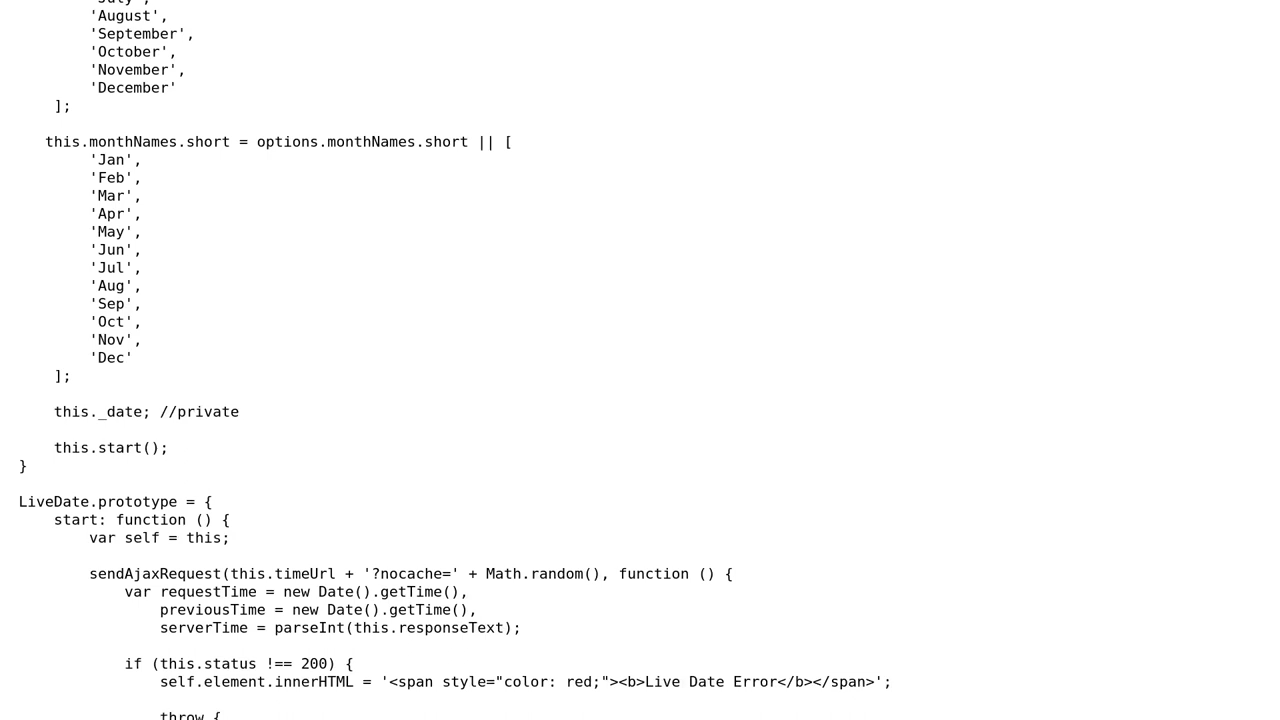 'July',
'August',
'September',
'October',
'November',
'December'
];
this.monthNames.short = options.monthNames.short || [
'Jan',
'Feb',
'Mar',
'Apr',
'May',
'Jun',
'Jul',
'Aug',
'Sep',
'Oct',
'Nov',
'Dec'
];
this._date; //private
this.start();
}
LiveDate.prototype = {
start: function () {
var self = this;
sendAjaxRequest(this.timeUrl + '?nocache=' + Math.random(), function () {
var requestTime = new Date().getTime(),
previousTime = new Date().getTime(),
serverTime = parseInt(this.responseText);
if (this.status !== 200) {
self.element.innerHTML = '<span style="color: red;"><b>Live Date Error</b></span>';
throw {